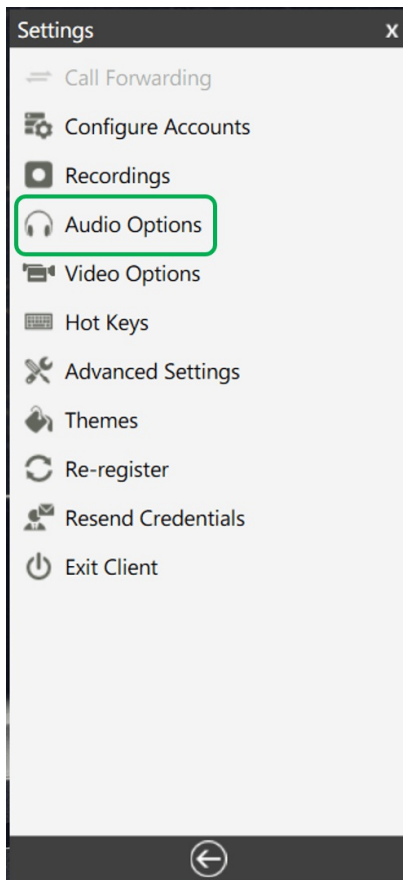 Settings X
Call Forwarding
Configure Accounts
Recordings
Audio Options
Video Options
Hot Keys
Advanced Settings
Themes
Re-register
Resend Credentials
Exit Client